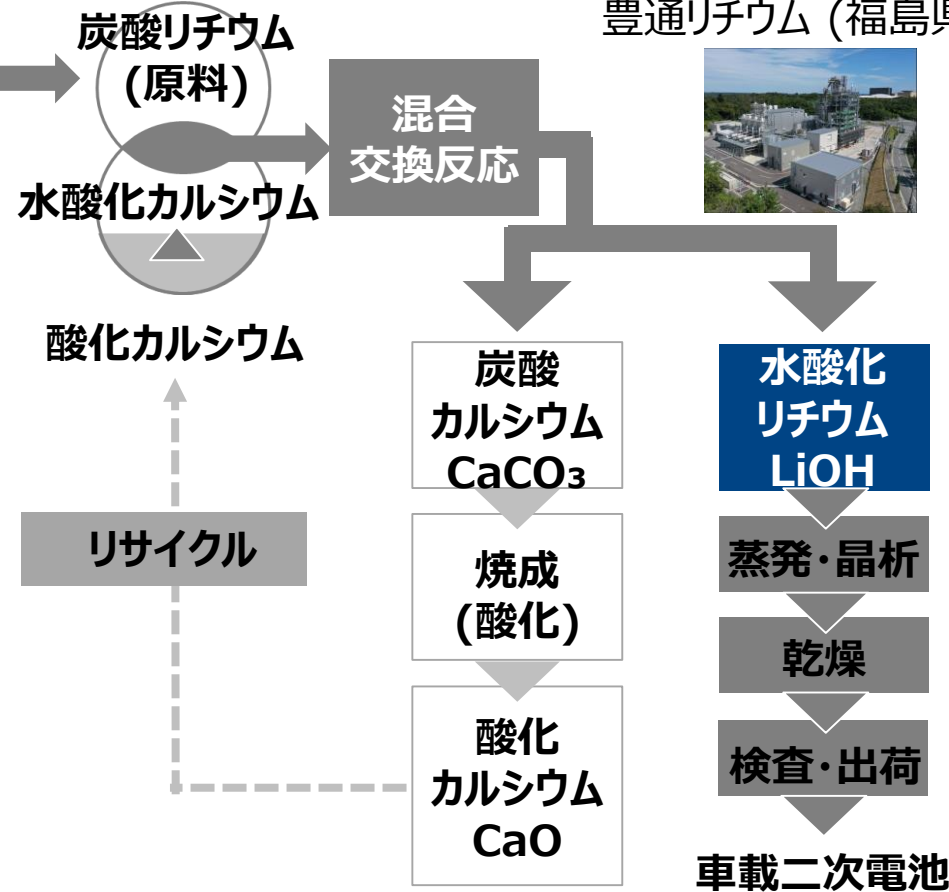 豊通リチウム (福島県
炭酸リチウム
(原料)
混合
交換反応
水酸化カルシウム
酸化カルシウム
リサイクル
炭酸
カルシウム
CaCO₃
焼成
(酸化)
酸化
カルシウム
CaO
水酸化
リチウム
LiOH
蒸発・晶析
乾燥
検査・出荷
車載二次電池